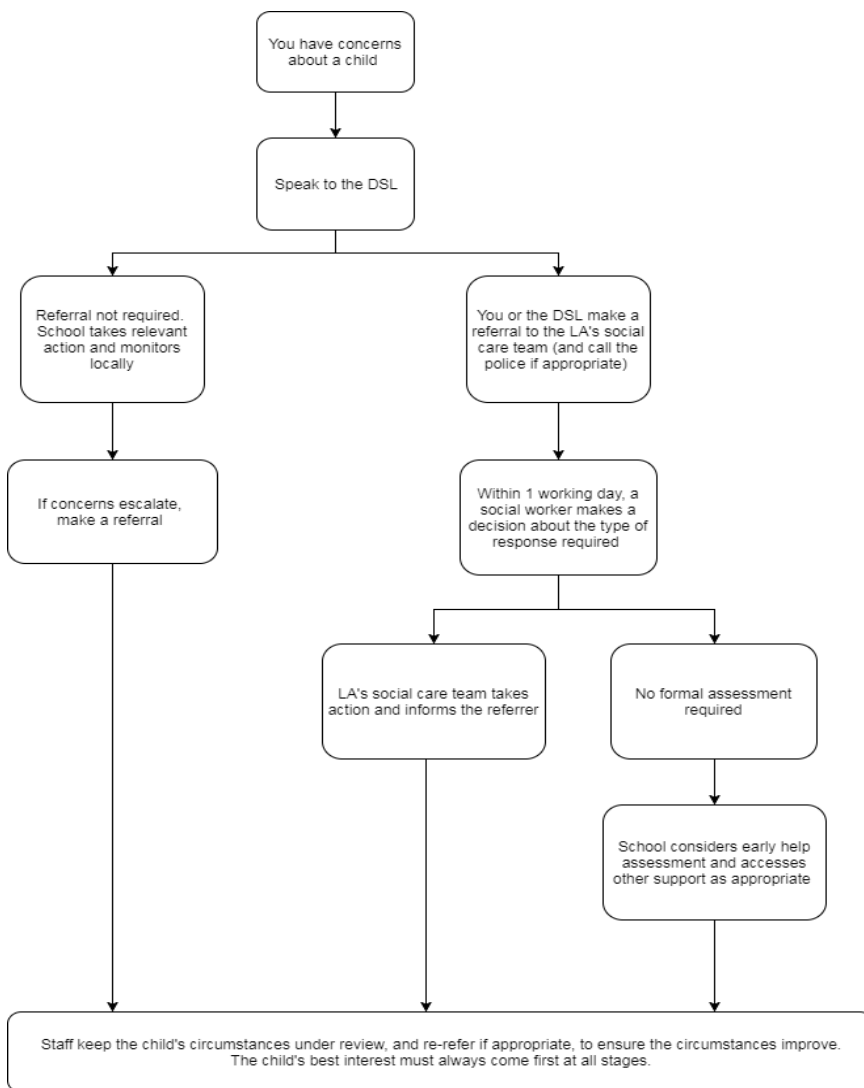 You have concerns
about a child
Speak to the DSL
Referral not required.
School takes relevant
action and monitors
locally
You or the DSL make a
referral to the LA's social
care team (and call the
police if appropriate)
If concerns escalate,
make a referral
Within 1 working day, a
social worker makes a
decision about the type of
response required
LA's social care team takes
action and informs the referrer
No formal assessment
required
School considers early help
assessment and accesses
other support as appropriate
Staff keep the child's circumstances under review, and re-refer if appropriate, to ensure the circumstances improve.
The child's best interest must always come first at all stages.